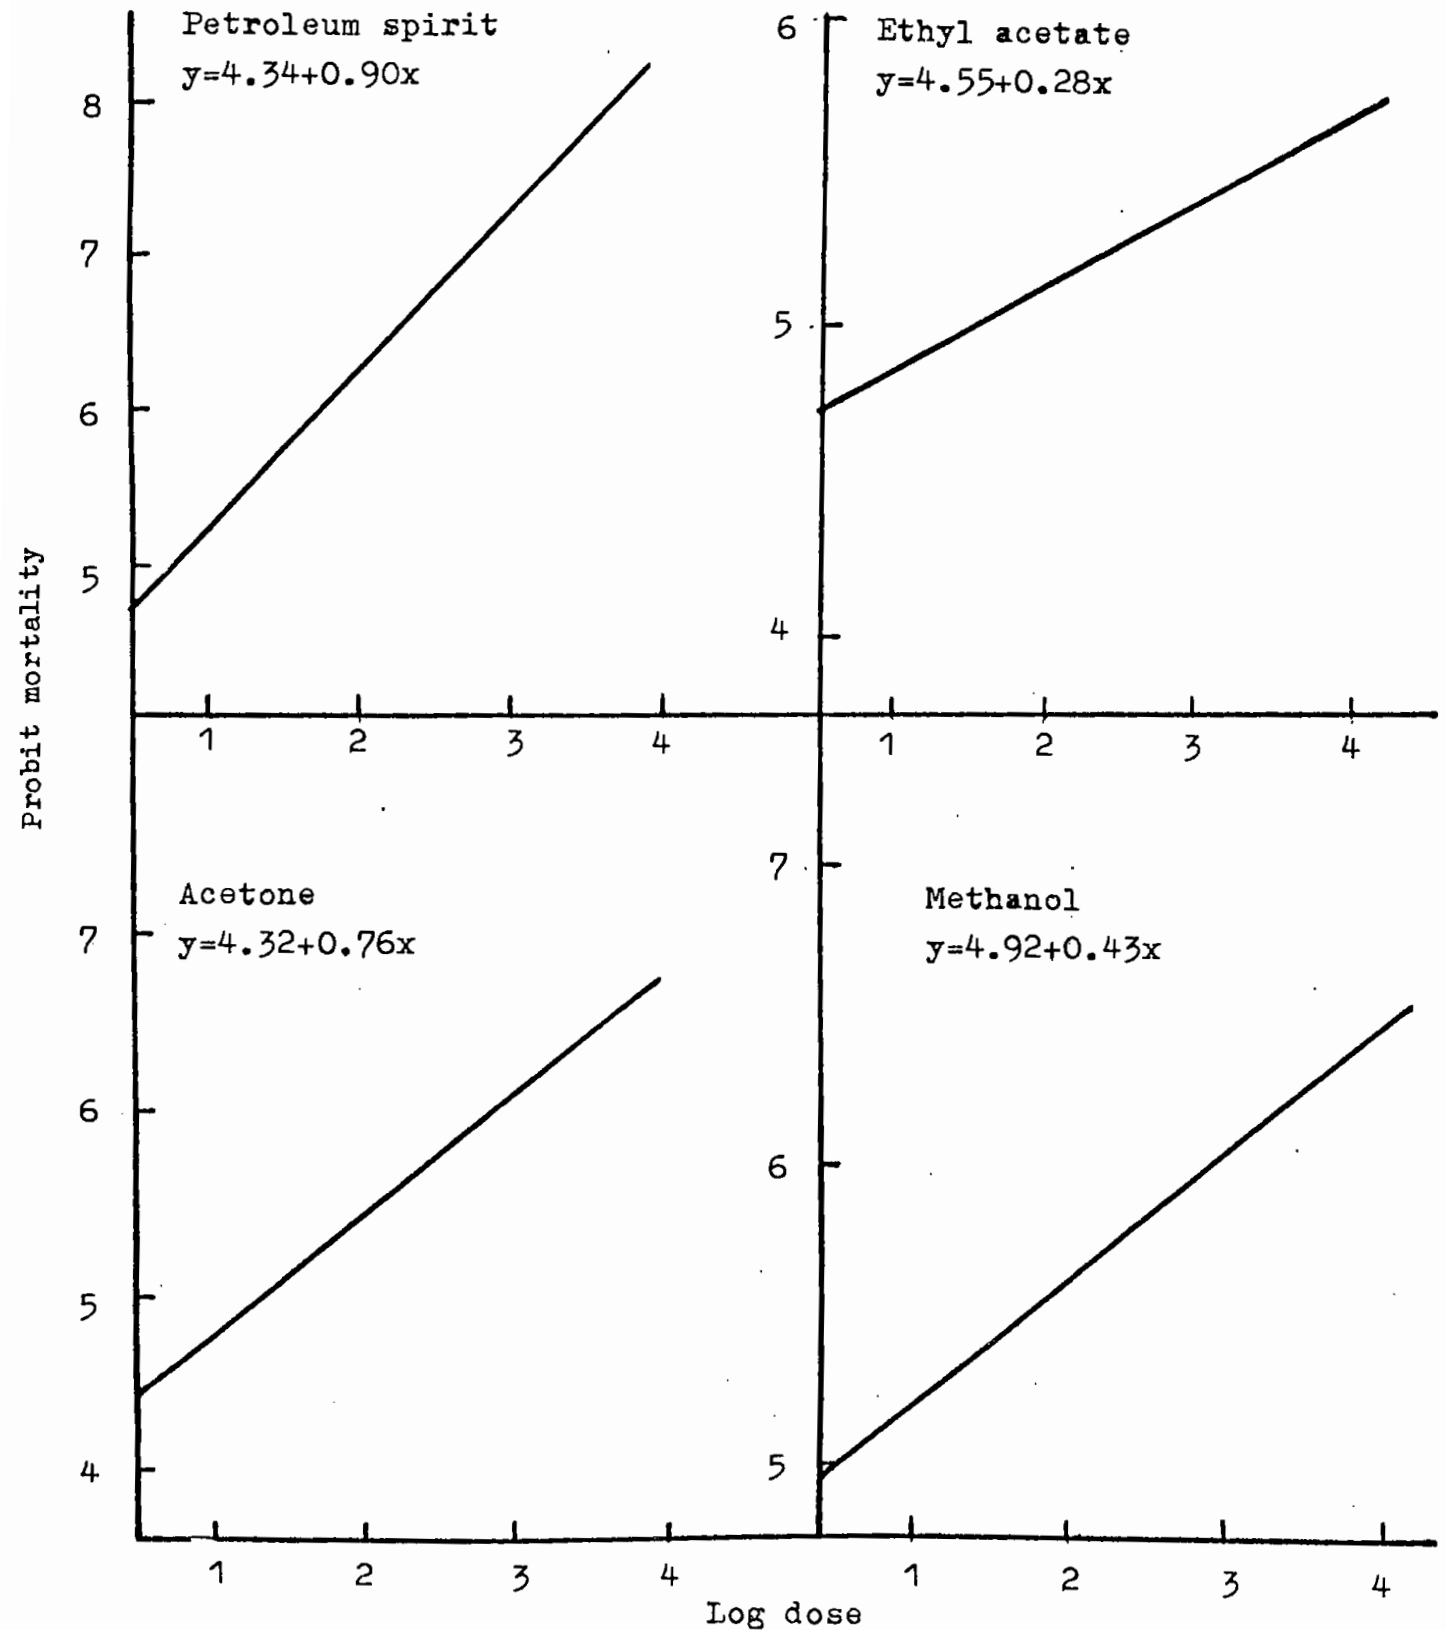 Petroleum spirit
y=4.34+0.90x
8
7
6
5
1 2 3 4
Ethyl acetate
y=4.55+0.28x
6
5
4
1 2 3 4
Probit mortality
Acetone
y=4.32+0.76x
7
6
5
4
1 2 3 4
Methanol
y=4.92+0.43x
7
6
5
1 2 3 4
Log dose